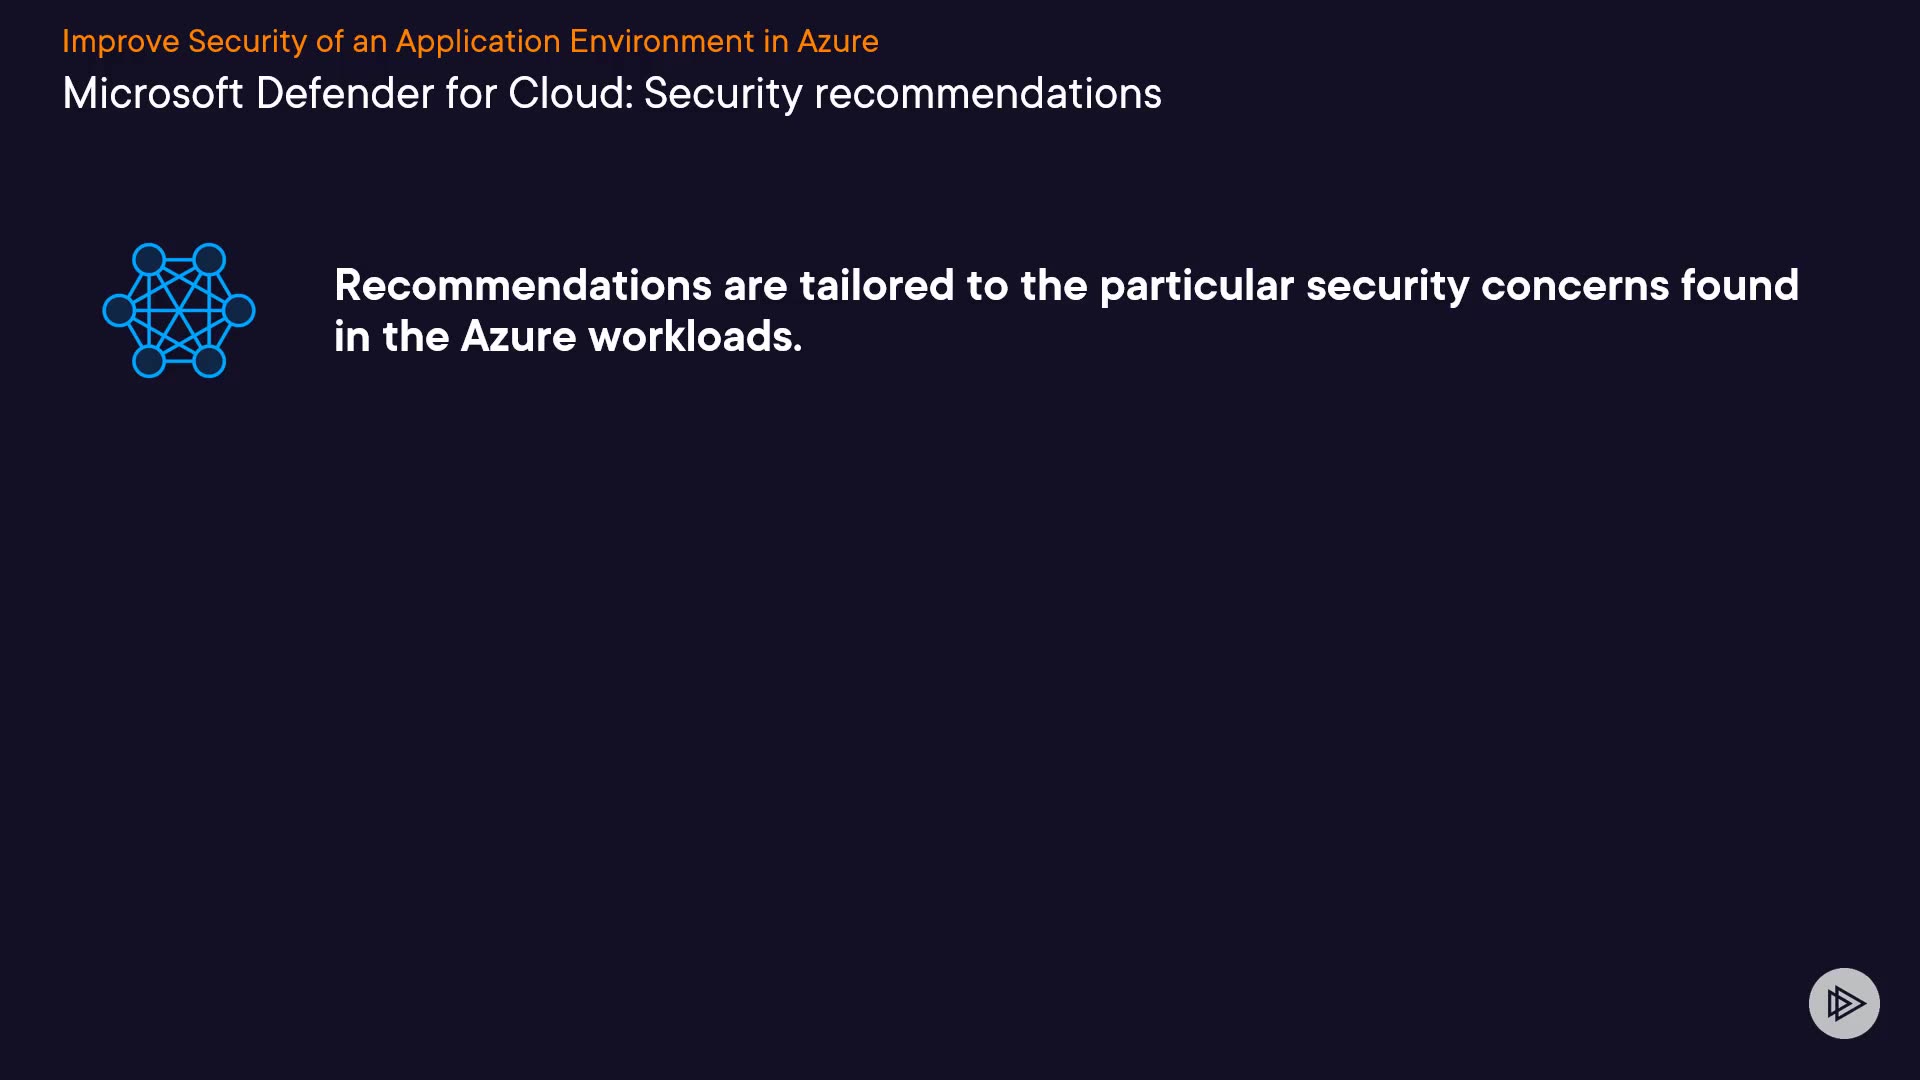 Improve Security of an Application Environment in Azure
Microsoft Defender for Cloud: Security recommendations
Recommendations are tailored to the particular security concerns found
in the Azure workloads.